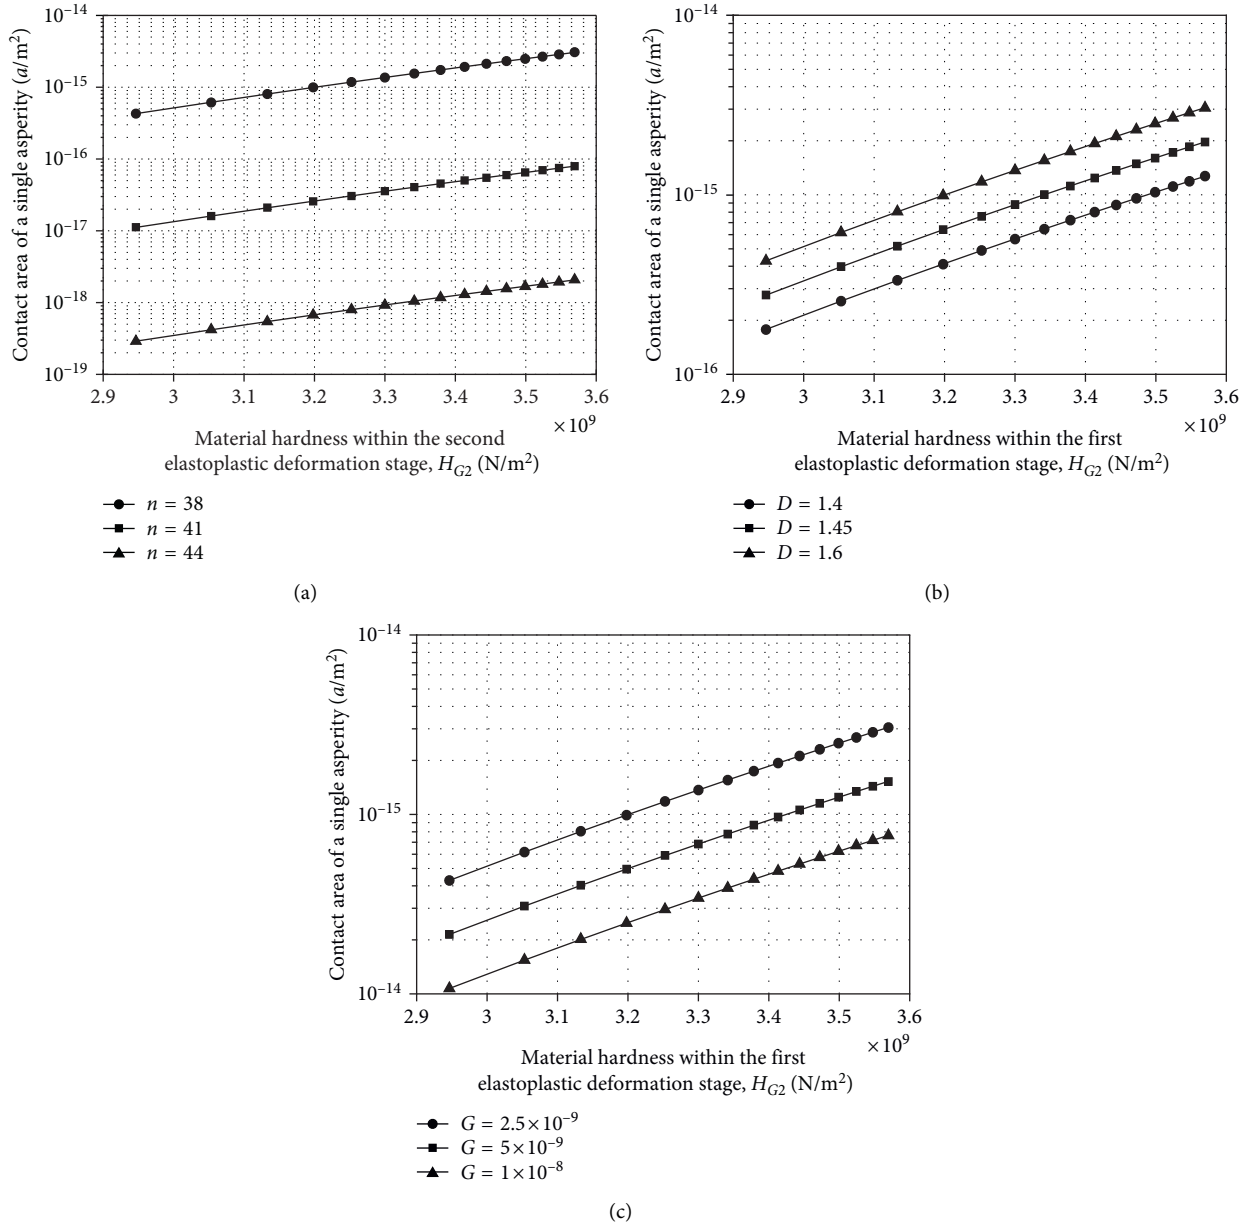 Contact area of a single asperity (a/m²)
10⁻¹⁴
10⁻¹⁵
10⁻¹⁶
10⁻¹⁷
10⁻¹⁸
10⁻¹⁹
2.9 3 3.1 3.2 3.3 3.4 3.5 3.6
×10⁹
Material hardness within the second
elastoplastic deformation stage, H_G2 (N/m²)
n = 38
n = 41
n = 44
(a)
Contact area of a single asperity (a/m²)
10⁻¹⁴
10⁻¹⁵
10⁻¹⁶
2.9 3 3.1 3.2 3.3 3.4 3.5 3.6
×10⁹
Material hardness within the first
elastoplastic deformation stage, H_G2 (N/m²)
D = 1.4
D = 1.45
D = 1.6
(b)
Contact area of a single asperity (a/m²)
10⁻¹⁴
10⁻¹⁵
10⁻¹⁴
2.9 3 3.1 3.2 3.3 3.4 3.5 3.6
×10⁹
Material hardness within the first
elastoplastic deformation stage, H_G2 (N/m²)
G = 2.5×10⁻⁹
G = 5×10⁻⁹
G = 1×10⁻⁸
(c)